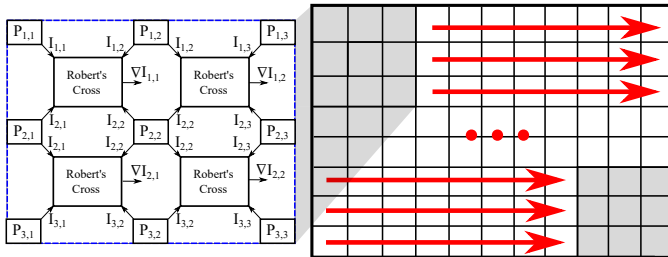 P1,1 P1,2 P1,3
I1,1 I1,2 I1,2 I1,3
Robert's Cross ∇I1,1 Robert's Cross ∇I1,2
I2,1 I2,2 I2,2 I2,3
P2,1 P2,2 P2,3
I2,1 I2,2 I2,2 I2,3
Robert's Cross ∇I2,1 Robert's Cross ∇I2,2
I3,1 I3,2 I3,2 I3,3
P3,1 P3,2 P3,3